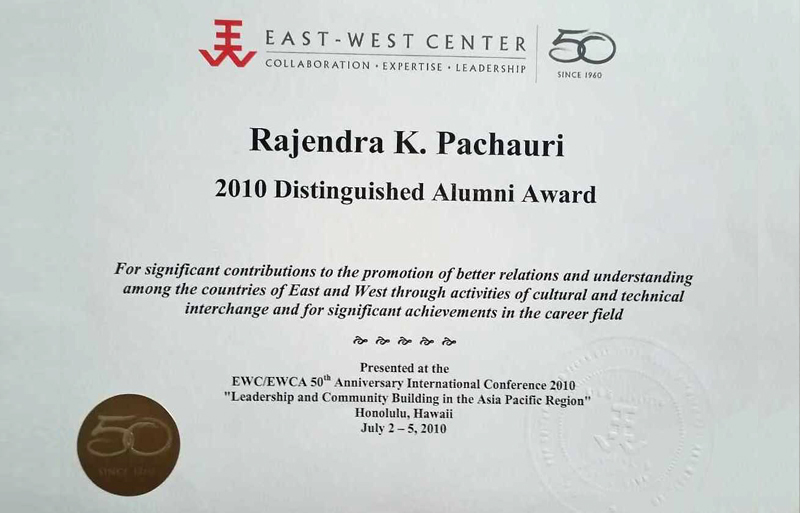 EAST-WEST CENTER
COLLABORATION · EXPERTISE · LEADERSHIP
50
SINCE 1960
Rajendra K. Pachauri
2010 Distinguished Alumni Award
For significant contributions to the promotion of better relations and understanding
among the countries of East and West through activities of cultural and technical
interchange and for significant achievements in the career field
Presented at the
EWC/EWCA 50th Anniversary International Conference 2010
"Leadership and Community Building in the Asia Pacific Region"
Honolulu, Hawaii
July 2 – 5, 2010
50
SINCE 1960